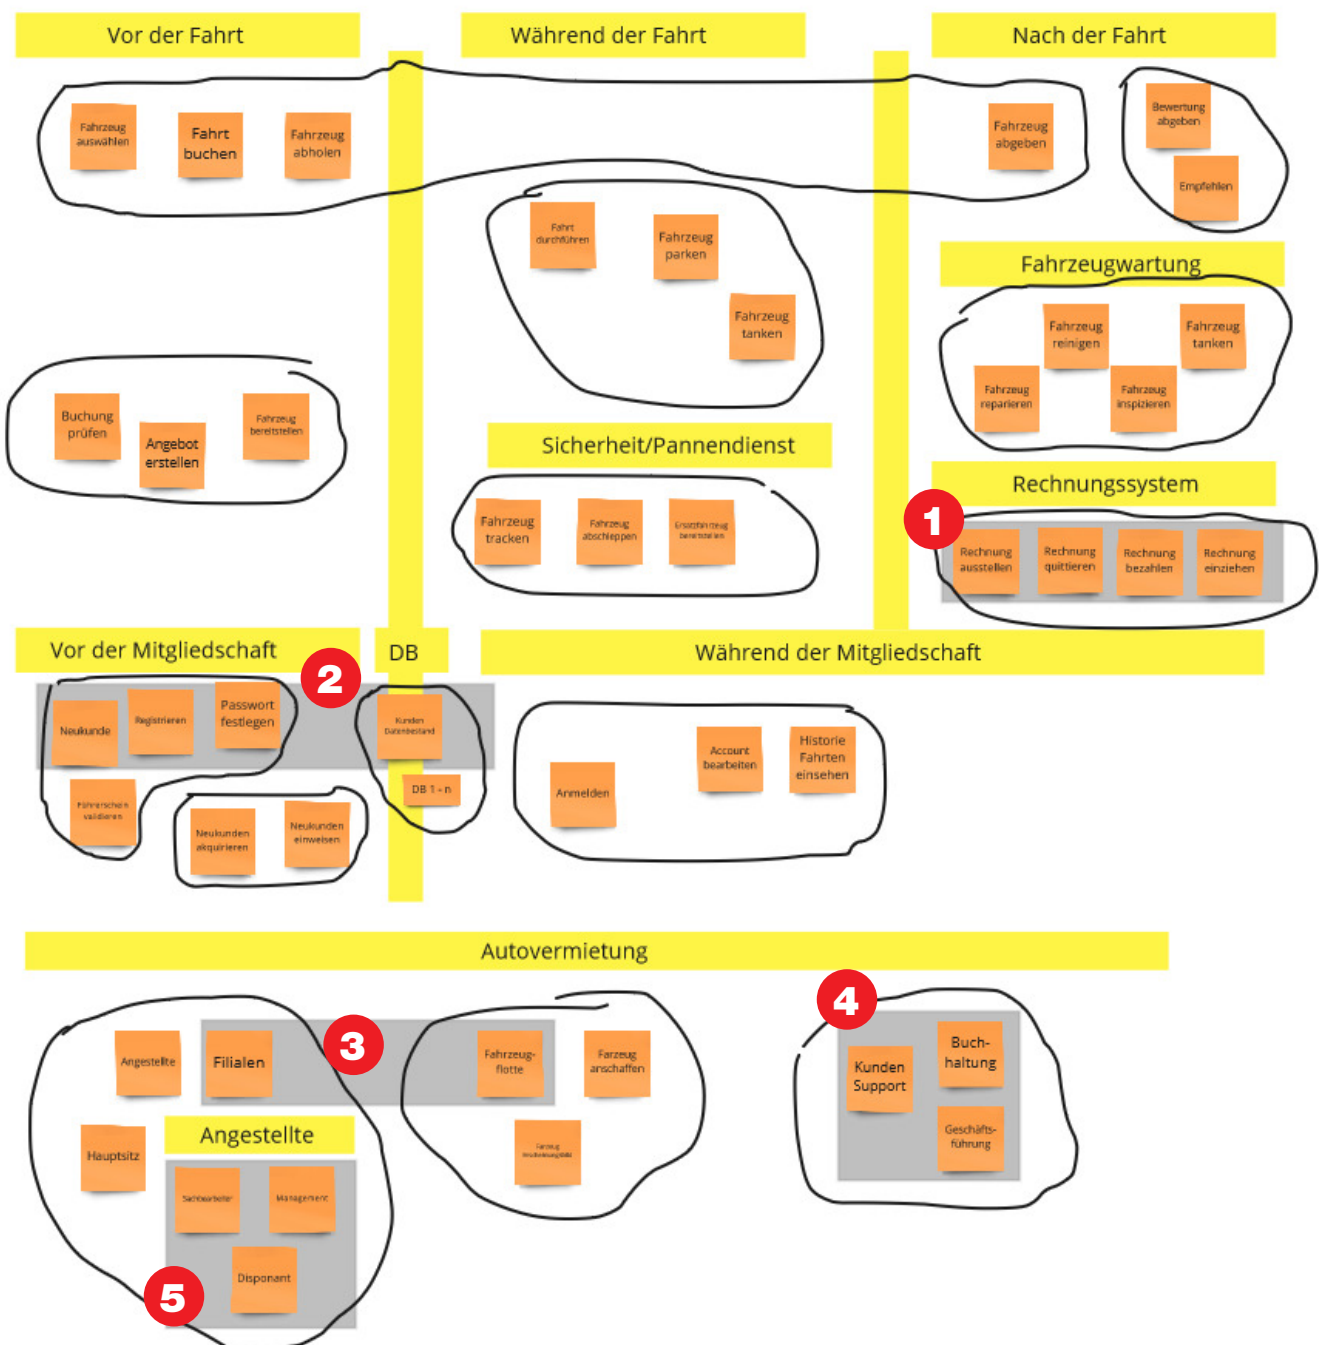 Vor der Fahrt
Während der Fahrt
Nach der Fahrt
Fahrzeug
auswählen
Fahrt
buchen
Fahrzeug
abholen
Fahrzeug
abgeben
Bewertung
abgeben
Empfehlen
Fahrt
durchführen
Fahrzeug
parken
Fahrzeug
tanken
Fahrzeugwartung
Fahrzeug
reinigen
Fahrzeug
tanken
Fahrzeug
reparieren
Fahrzeug
inspizieren
Buchung
prüfen
Angebot
erstellen
Fahrzeug
bereitstellen
Sicherheit/Pannendienst
Fahrzeug
tracken
Fahrzeug
abschleppen
Ersatzfahrzeug
bereitstellen
Rechnungssystem
1
Rechnung
ausstellen
Rechnung
quittieren
Rechnung
bezahlen
Rechnung
einziehen
Vor der Mitgliedschaft
DB
Während der Mitgliedschaft
2
Neukunde
Registrieren
Passwort
festlegen
Kunden
Datenbestand
DB 1 - n
Führerschein
validieren
Neukunden
akquirieren
Neukunden
einweisen
Anmelden
Account
bearbeiten
Historie
Fahrten
einsehen
Autovermietung
Angestellte
Filialen
3
Fahrzeug-
flotte
Farzeug
anschaffen
4
Kunden
Support
Buch-
haltung
Geschäfts-
führung
Hauptsitz
Angestellte
Sachbearbeiter
Management
Disponant
5
Farzeug